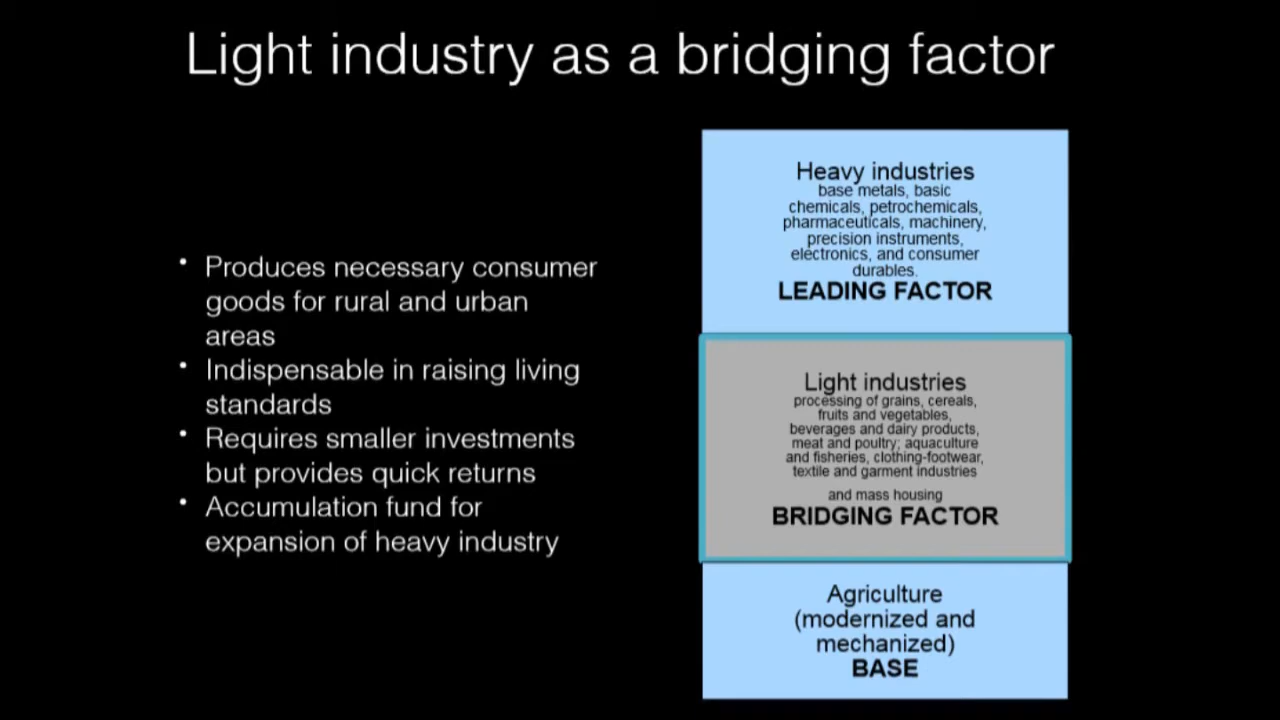 Light industry as a bridging factor
• Produces necessary consumer
goods for rural and urban
areas
• Indispensable in raising living
standards
• Requires smaller investments
but provides quick returns
• Accumulation fund for
expansion of heavy industry
Heavy industries
base metals, basic
chemicals, petrochemicals,
pharmaceuticals, machinery,
precision instruments,
electronics, and consumer
durables.
LEADING FACTOR
Light industries
processing of grains, cereals,
fruits and vegetables,
beverages and dairy products,
meat and poultry; aquaculture
and fisheries, clothing-footwear,
textile and garment industries
and mass housing
BRIDGING FACTOR
Agriculture
(modernized and
mechanized)
BASE